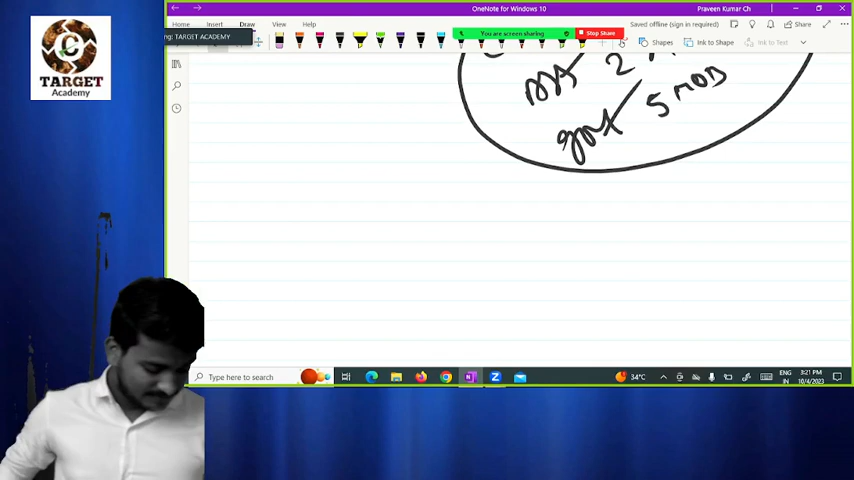 OneNote for Windows 10
Praveen Kumar Ch
Home Insert Draw View Help
Saved offline (sign in required)
Share
ng: TARGET ACADEMY
You are screen sharing
Stop Share
Shapes
Ink to Shape
Ink to Text
TARGET
Academy
2
5 MOB
Type here to search
34°C
ENG
IN
3:21 PM
10/4/2023